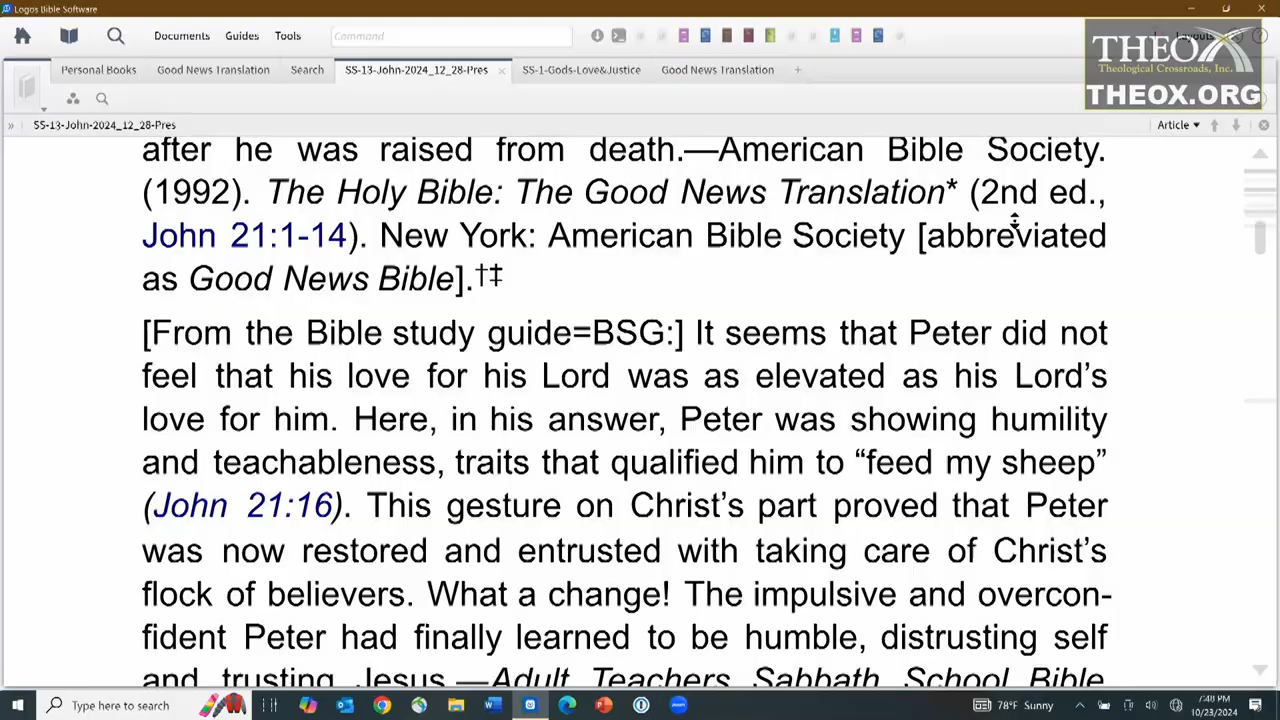 Logos Bible Software
Documents Guides Tools Command
THEOX
Theological Crossroads, Inc.
THEOX.ORG
Personal Books Good News Translation Search SS-13-John-2024_12_28-Pres SS-1-Gods-Love&Justice Good News Translation
SS-13-John-2024_12_28-Pres Article
after he was raised from death.—American Bible Society.
(1992). The Holy Bible: The Good News Translation* (2nd ed.,
John 21:1-14). New York: American Bible Society [abbreviated
as Good News Bible].†‡
[From the Bible study guide=BSG:] It seems that Peter did not
feel that his love for his Lord was as elevated as his Lord’s
love for him. Here, in his answer, Peter was showing humility
and teachableness, traits that qualified him to “feed my sheep”
(John 21:16). This gesture on Christ’s part proved that Peter
was now restored and entrusted with taking care of Christ’s
flock of believers. What a change! The impulsive and overcon-
fident Peter had finally learned to be humble, distrusting self
and trusting Jesus.—Adult Teachers Sabbath School Bible
Type here to search
78°F Sunny
7:48 PM
10/23/2024